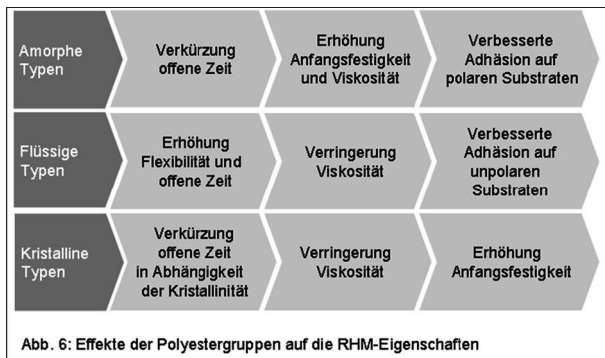 Amorphe
Typen
Verkürzung
offene Zeit
Erhöhung
Anfangsfestigkeit
und Viskosität
Verbesserte
Adhäsion auf
polaren Substraten
Flüssige
Typen
Erhöhung
Flexibilität und
offene Zeit
Verringerung
Viskosität
Verbesserte
Adhäsion auf
unpolaren
Substraten
Kristalline
Typen
Verkürzung
offene Zeit
in Abhängigkeit
der Kristallinität
Verringerung
Viskosität
Erhöhung
Anfangsfestigkeit
Abb. 6: Effekte der Polyestergruppen auf die RHM-Eigenschaften